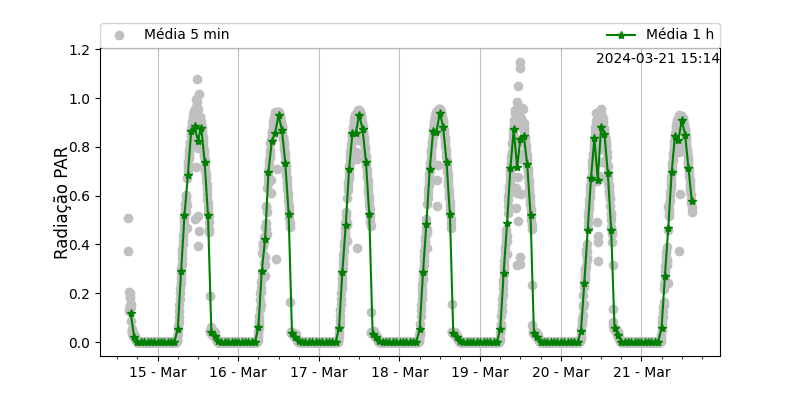 Média 5 min
Média 1 h
2024-03-21 15:14
Radiação PAR
1.2
1.0
0.8
0.6
0.4
0.2
0.0
15 - Mar
16 - Mar
17 - Mar
18 - Mar
19 - Mar
20 - Mar
21 - Mar